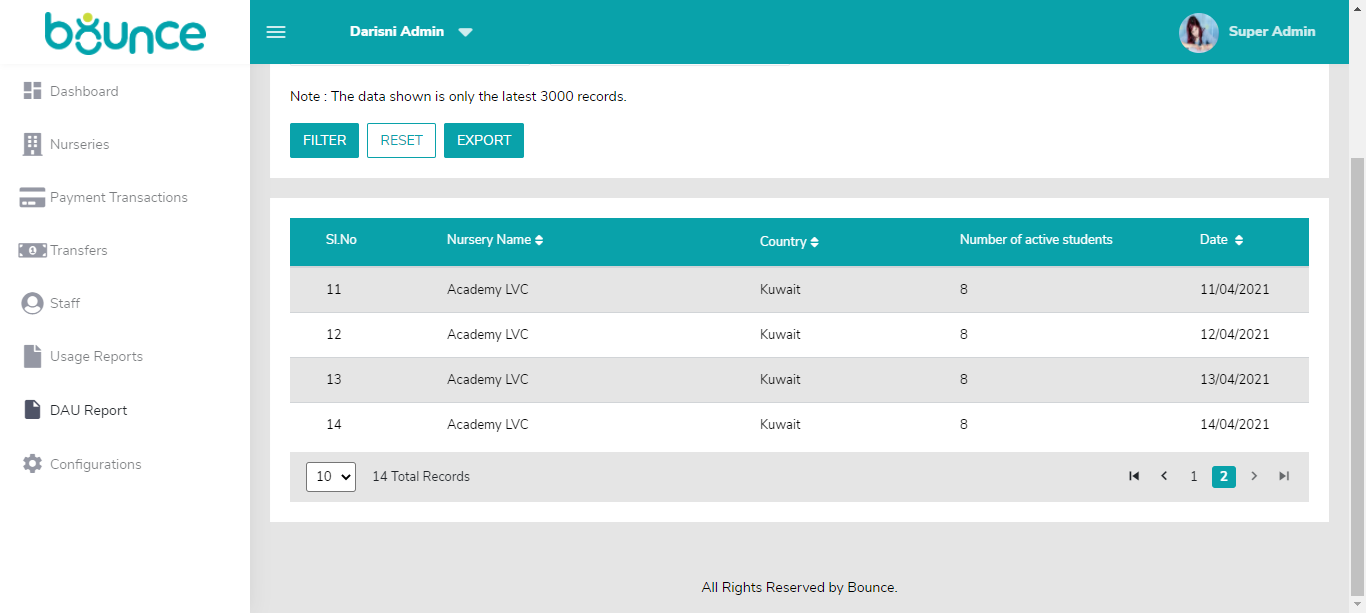 bounce
Darisni Admin
Super Admin
Dashboard
Nurseries
Payment Transactions
Transfers
Staff
Usage Reports
DAU Report
Configurations
Note : The data shown is only the latest 3000 records.
FILTER RESET EXPORT
Sl.No Nursery Name Country Number of active students Date
11 Academy LVC Kuwait 8 11/04/2021
12 Academy LVC Kuwait 8 12/04/2021
13 Academy LVC Kuwait 8 13/04/2021
14 Academy LVC Kuwait 8 14/04/2021
10 14 Total Records 1 2
All Rights Reserved by Bounce.